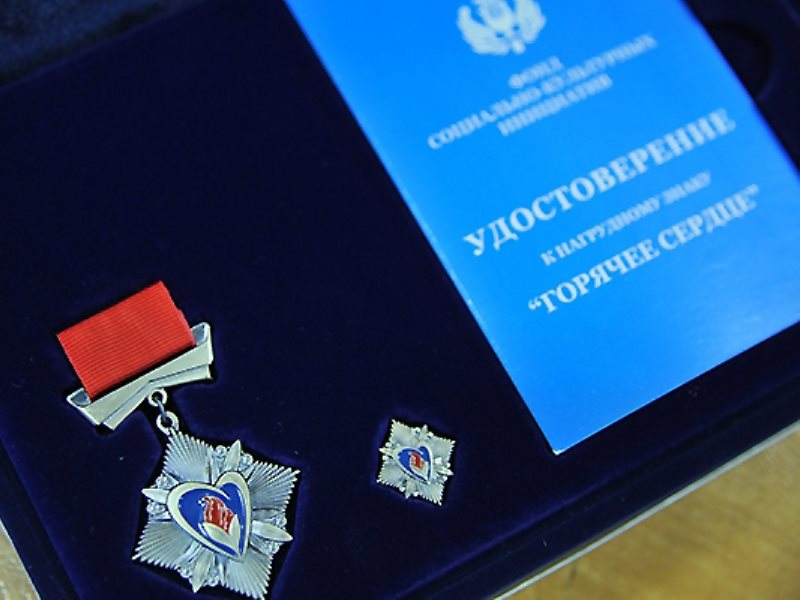 ФОНД
СОЦИАЛЬНО-КУЛЬТУРНЫХ
ИНИЦИАТИВ
УДОСТОВЕРЕНИЕ
К НАГРУДНОМУ ЗНАКУ
“ГОРЯЧЕЕ СЕРДЦЕ”